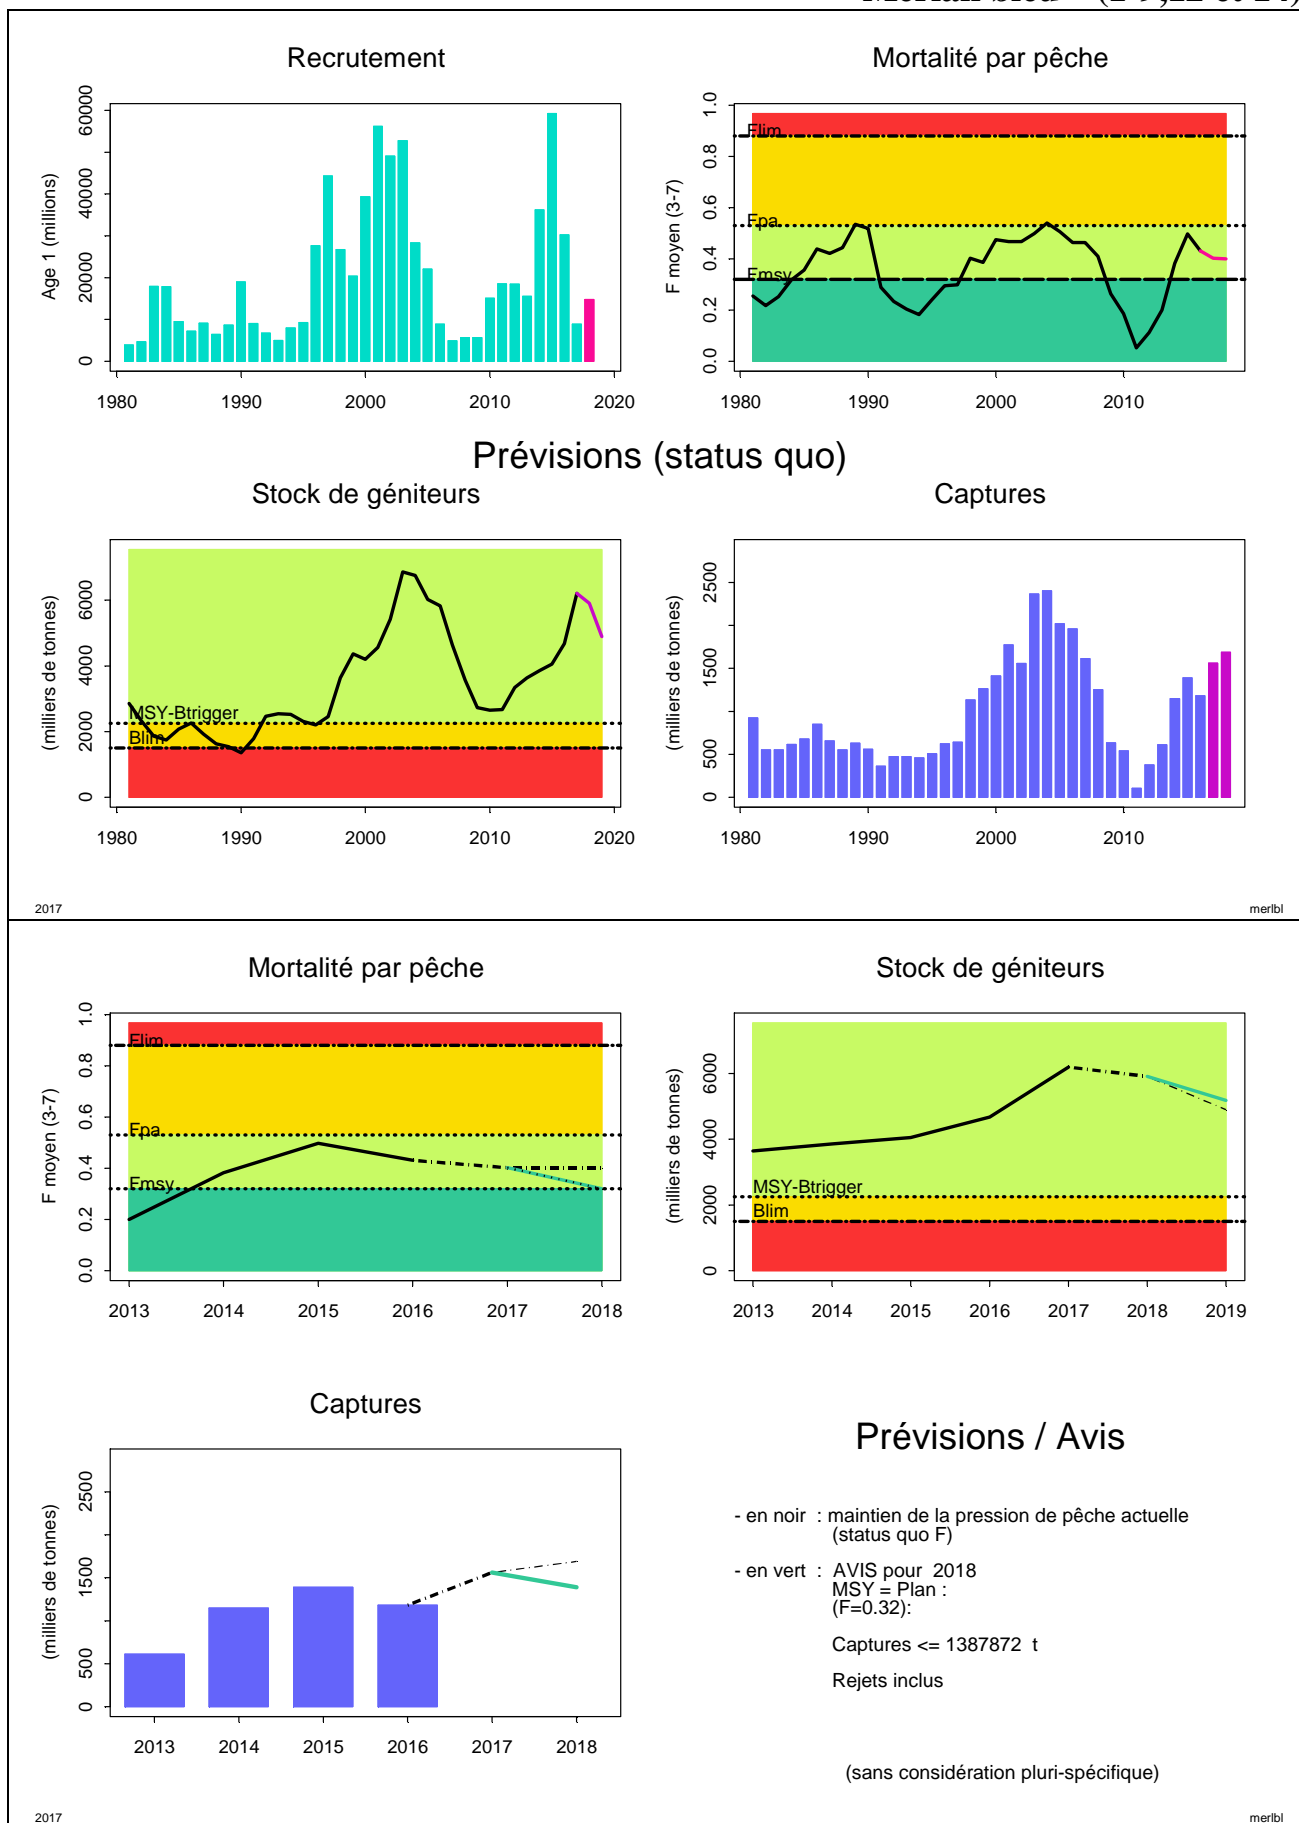 Recrutement
Mortalité par pêche
Age 1 (millions)
0 20000 40000 60000
1980 1990 2000 2010 2020
F moyen (3-7)
0.0 0.2 0.4 0.6 0.8 1.0
Flim
Fpa
Fmsy
1980 1990 2000 2010
Prévisions (status quo)
Stock de géniteurs
Captures
(milliers de tonnes)
0 2000 4000 6000
MSY-Btrigger
Blim
1980 1990 2000 2010 2020
(milliers de tonnes)
0 500 1500 2500
1980 1990 2000 2010
2017
merlbl
Mortalité par pêche
Stock de géniteurs
F moyen (3-7)
0.0 0.2 0.4 0.6 0.8 1.0
Flim
Fpa
Fmsy
2013 2014 2015 2016 2017 2018
(milliers de tonnes)
0 2000 4000 6000
MSY-Btrigger
Blim
2013 2014 2015 2016 2017 2018 2019
Captures
(milliers de tonnes)
0 500 1500 2500
2013 2014 2015 2016 2017 2018
Prévisions / Avis
- en noir : maintien de la pression de pêche actuelle
(status quo F)
- en vert : AVIS pour 2018
MSY = Plan :
(F=0.32):
Captures <= 1387872 t
Rejets inclus
(sans considération pluri-spécifique)
2017
merlbl